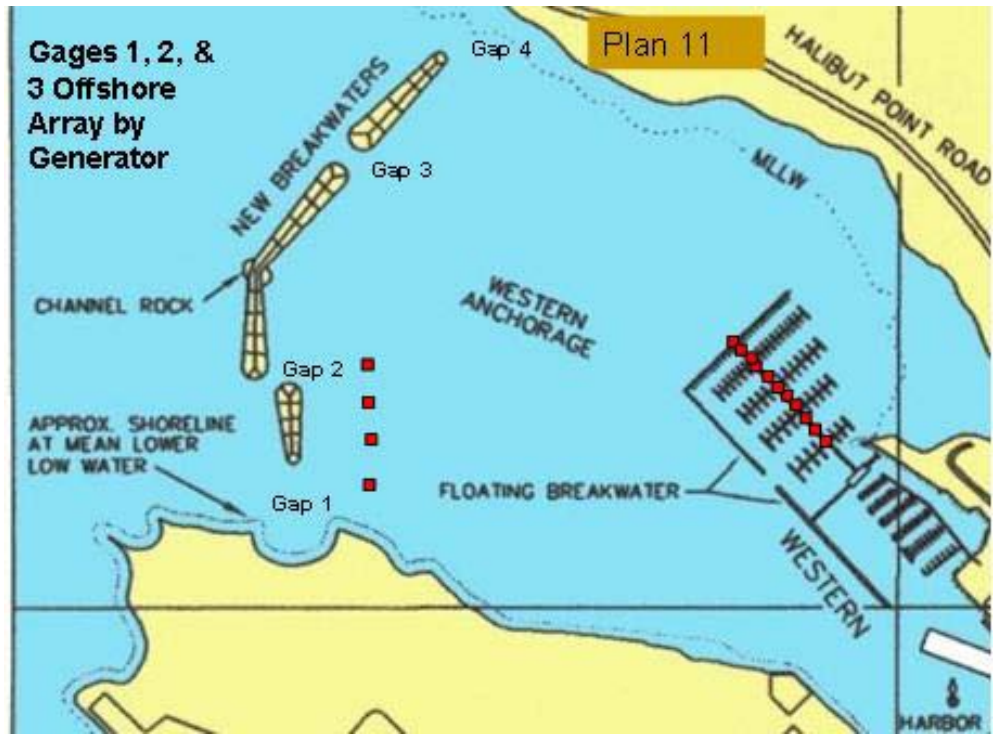 Gages 1, 2, &
3 Offshore
Array by
Generator
Gap 4
Plan 11
HALIBUT POINT ROAD
NEW BREAKWATERS
Gap 3
MLLW
CHANNEL ROCK
WESTERN
ANCHORAGE
Gap 2
APPROX. SHORELINE
AT MEAN LOWER
LOW WATER
Gap 1
FLOATING BREAKWATER
WESTERN
HARBOR